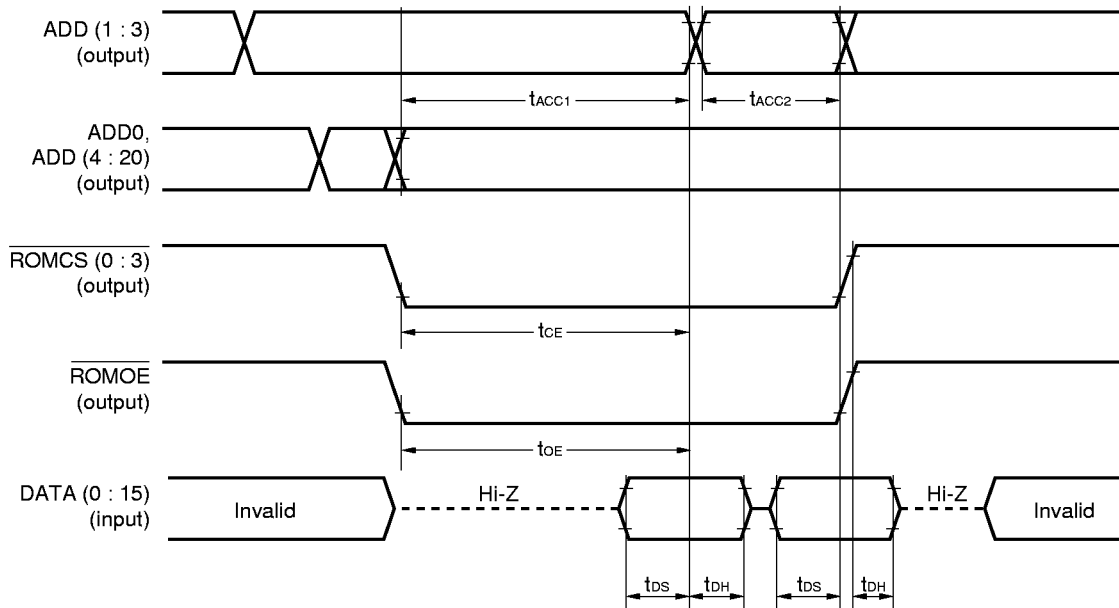 ADD (1 : 3)
(output)
tACC1
tACC2
ADD0,
ADD (4 : 20)
(output)
ROMCS (0 : 3)
(output)
tCE
ROMOE
(output)
tOE
DATA (0 : 15)
(input)
Invalid
Hi-Z
Hi-Z
Invalid
tDS
tDH
tDS
tDH